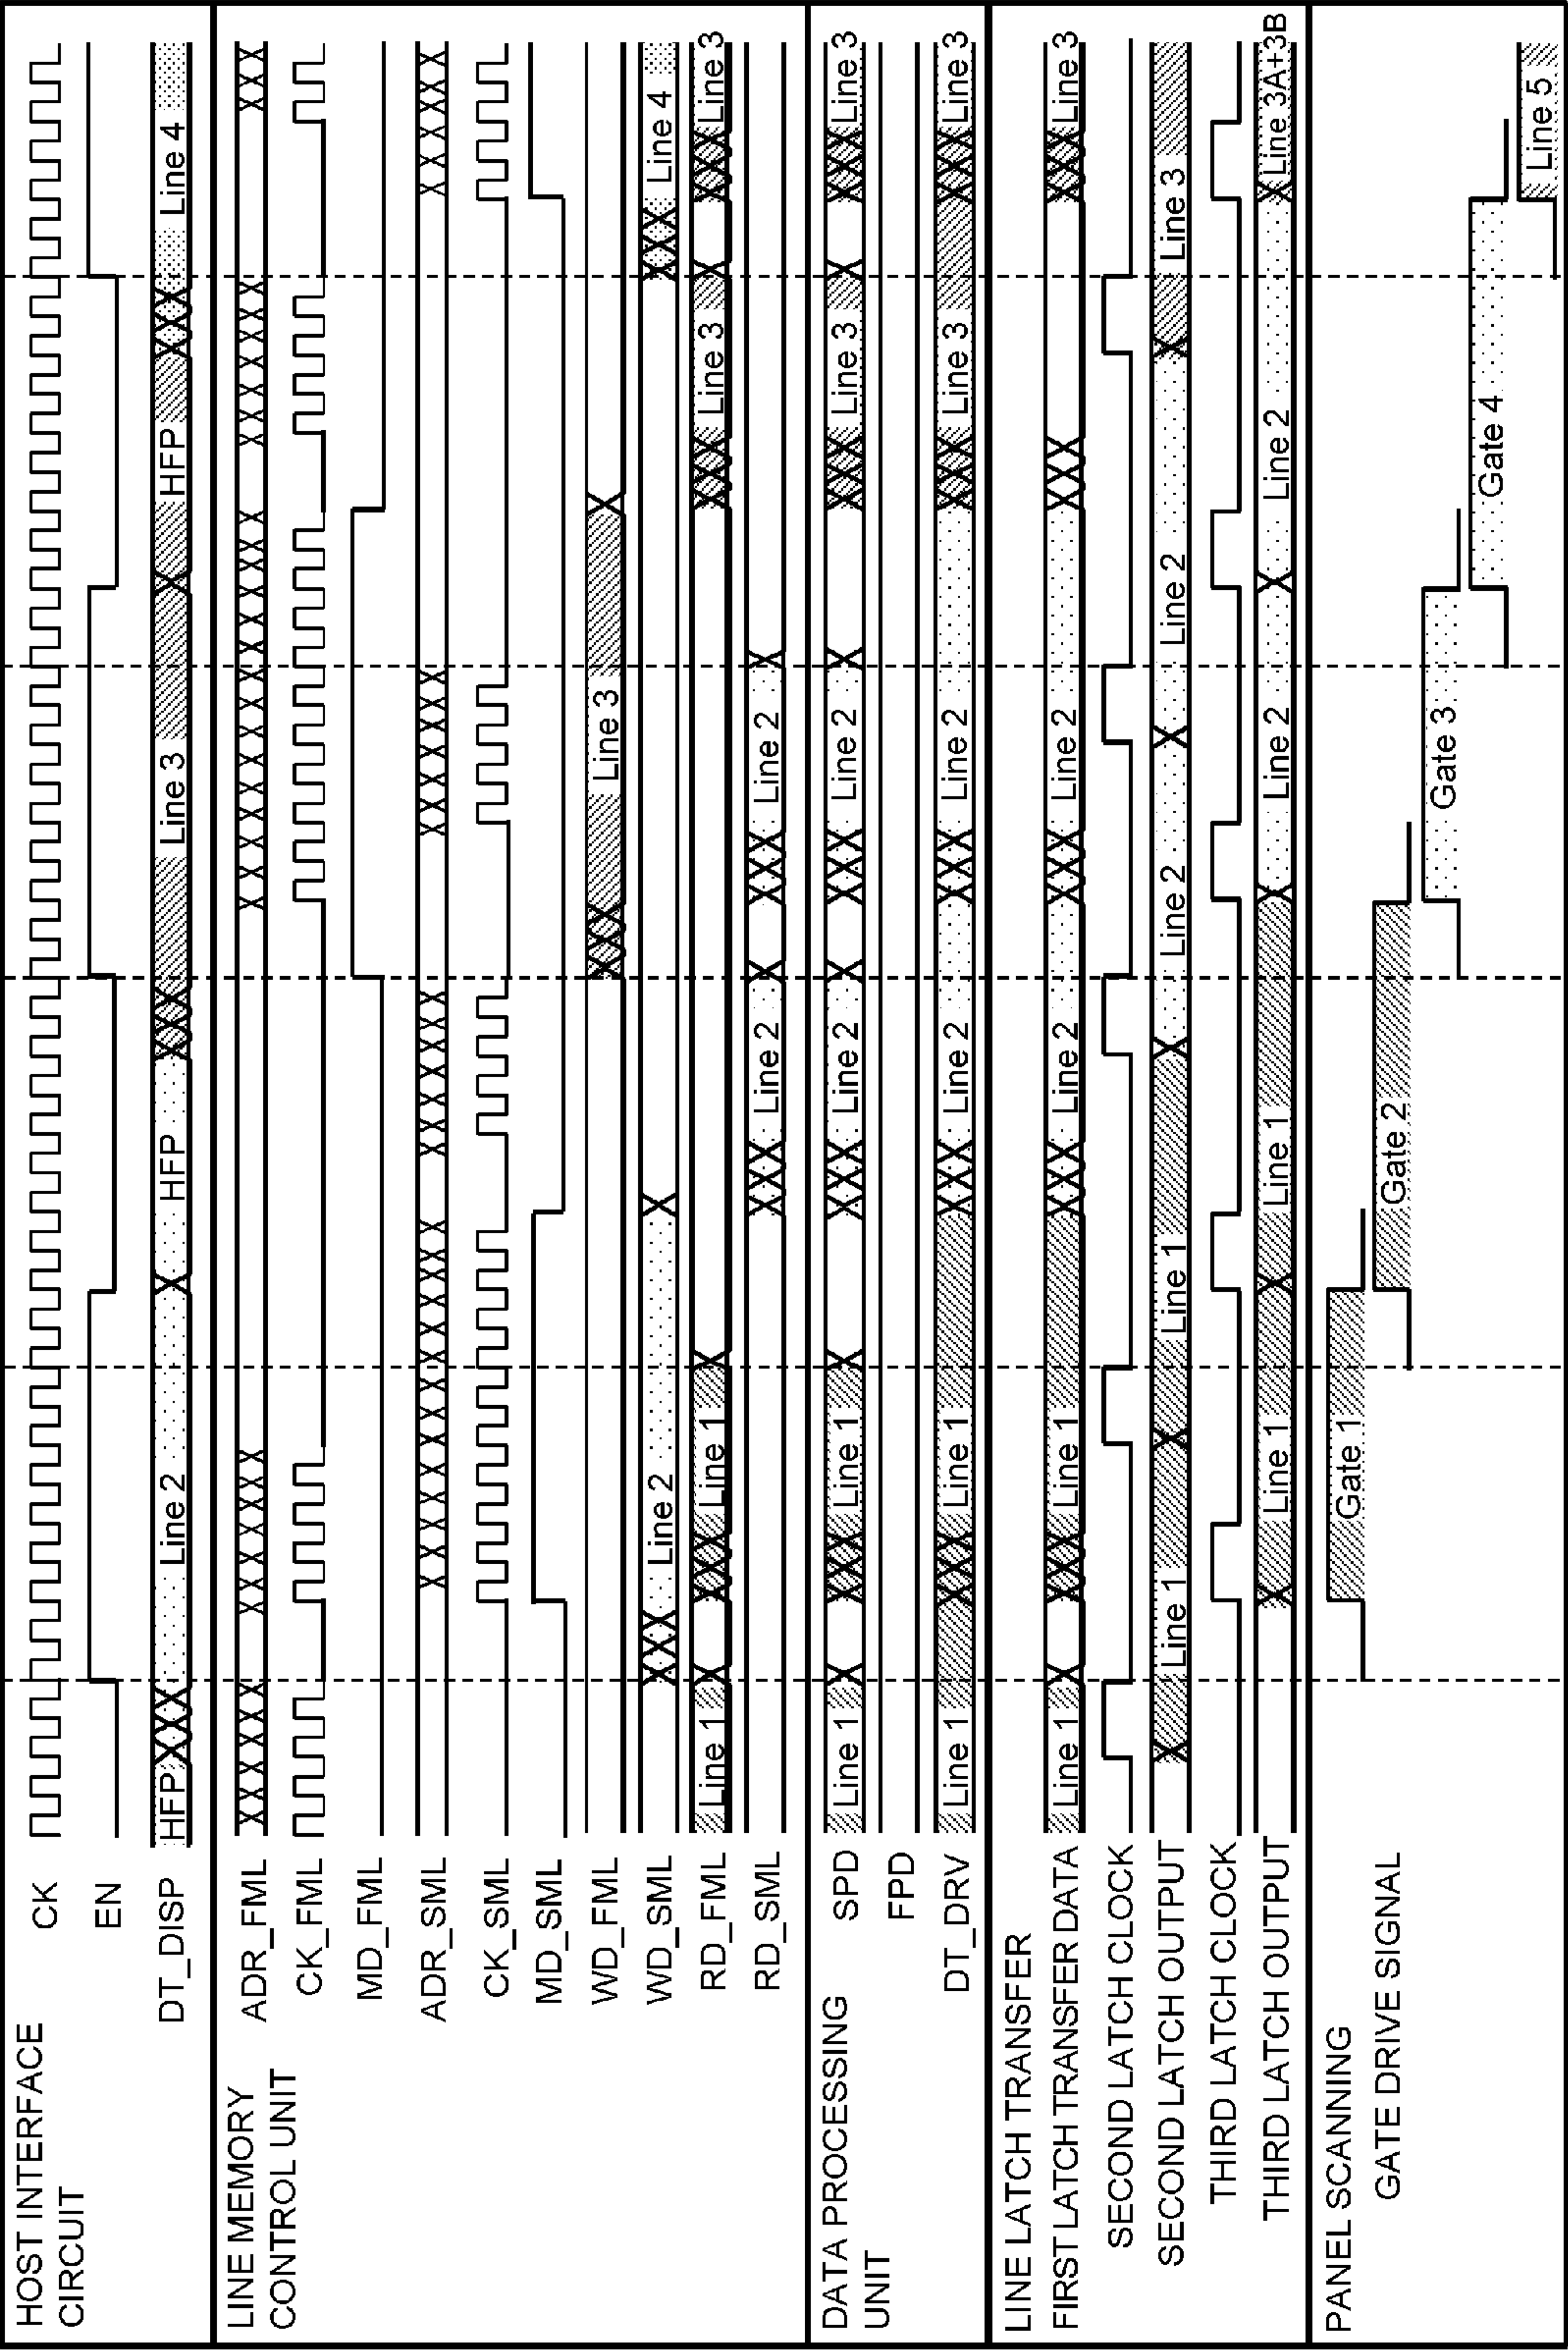 HOST INTERFACE
CIRCUIT
CK
EN
DT_DISP
HFP
Line 2
HFP
Line 3
HFP
Line 4
LINE MEMORY
CONTROL UNIT
ADR_FML
CK_FML
MD_FML
ADR_SML
CK_SML
MD_SML
WD_FML
Line 3
WD_SML
Line 2
Line 4
RD_FML
Line 1
Line 1
Line 3
Line 3
RD_SML
Line 2
Line 2
DATA PROCESSING
UNIT
SPD
Line 1
Line 1
Line 2
Line 2
Line 3
Line 3
FPD
DT_DRV
Line 1
Line 1
Line 2
Line 2
Line 3
Line 3
LINE LATCH TRANSFER
FIRST LATCH TRANSFER DATA
Line 1
Line 1
Line 2
Line 2
Line 3
SECOND LATCH CLOCK
SECOND LATCH OUTPUT
Line 1
Line 1
Line 2
Line 2
Line 3
THIRD LATCH CLOCK
THIRD LATCH OUTPUT
Line 1
Line 1
Line 2
Line 2
Line 3A+3B
PANEL SCANNING
GATE DRIVE SIGNAL
Gate 1
Gate 2
Gate 3
Gate 4
Line 5